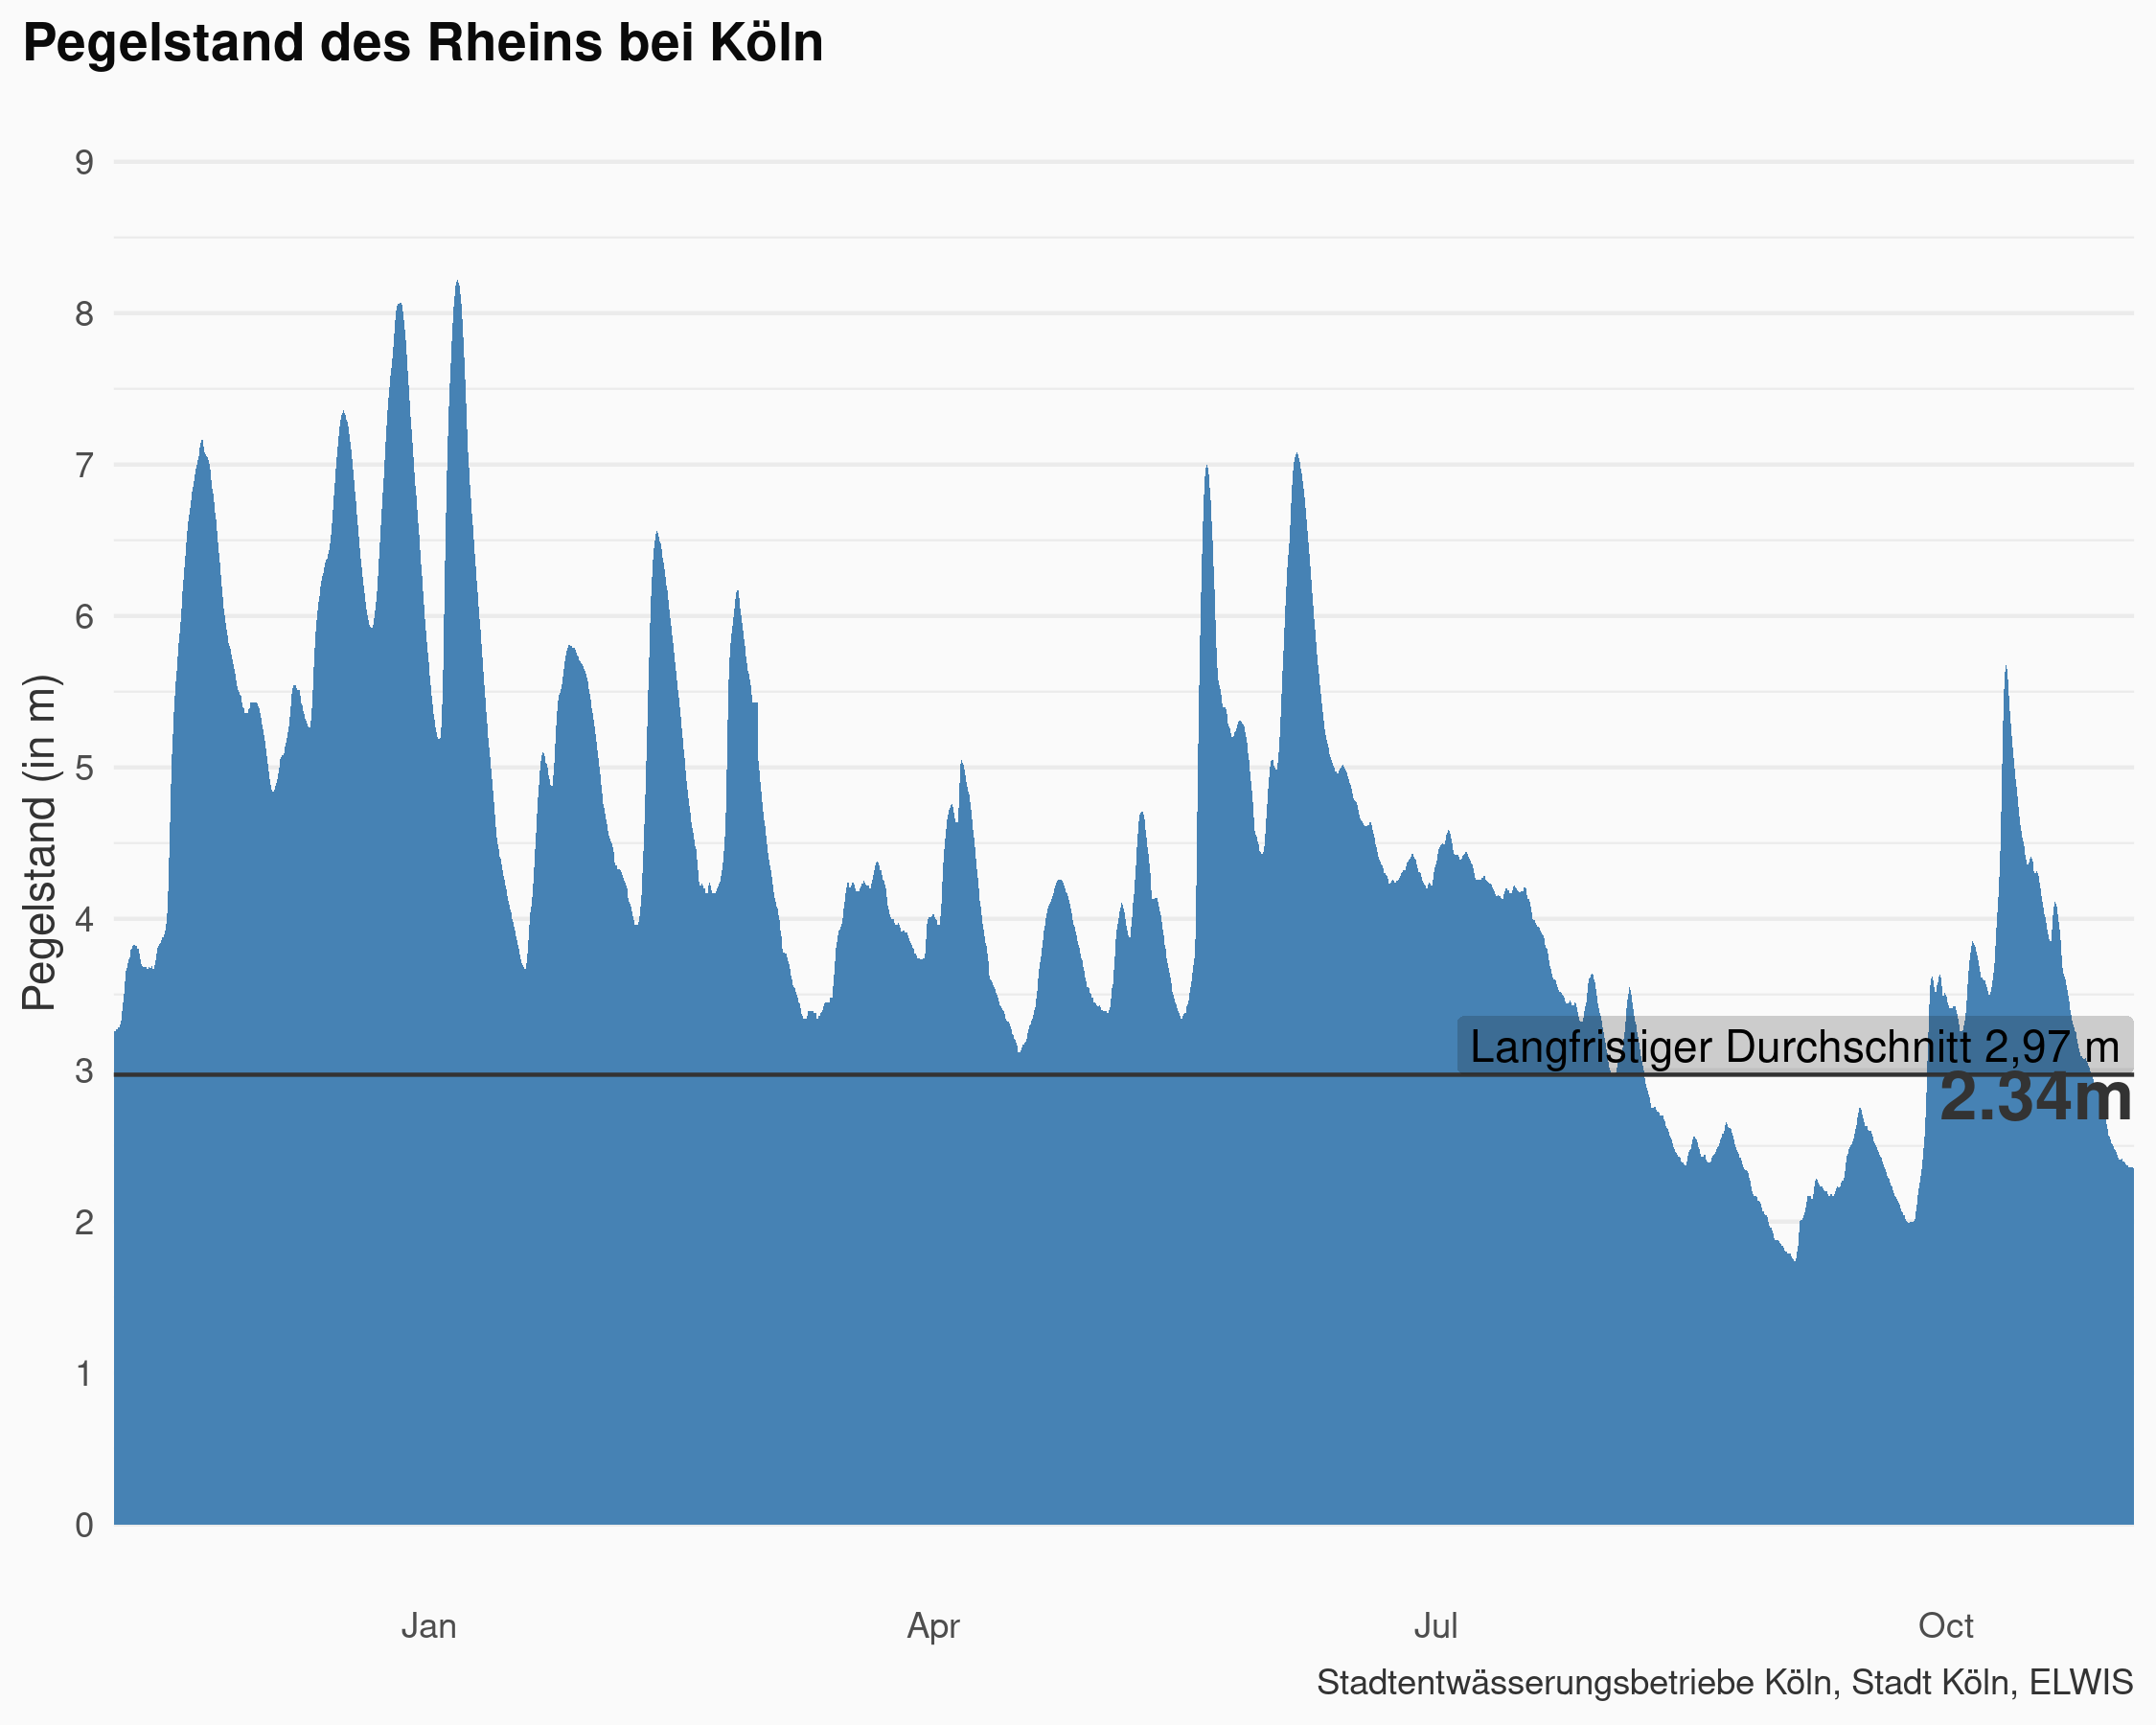 Pegelstand des Rheins bei Köln
9
8
7
6
5
4
3
2
1
0
Pegelstand (in m)
Langfristiger Durchschnitt 2,97 m
2.34m
Jan Apr Jul Oct
Stadtentwässerungsbetriebe Köln, Stadt Köln, ELWIS